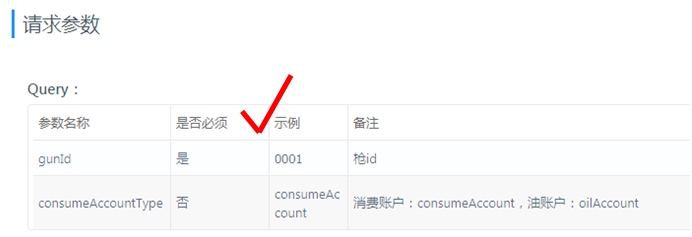 请求参数
Query：
参数名称 是否必须 示例 备注
gunId 是 0001 枪id
consumeAccountType 否 consumeAc
count 消费账户：consumeAccount，油账户：oilAccount